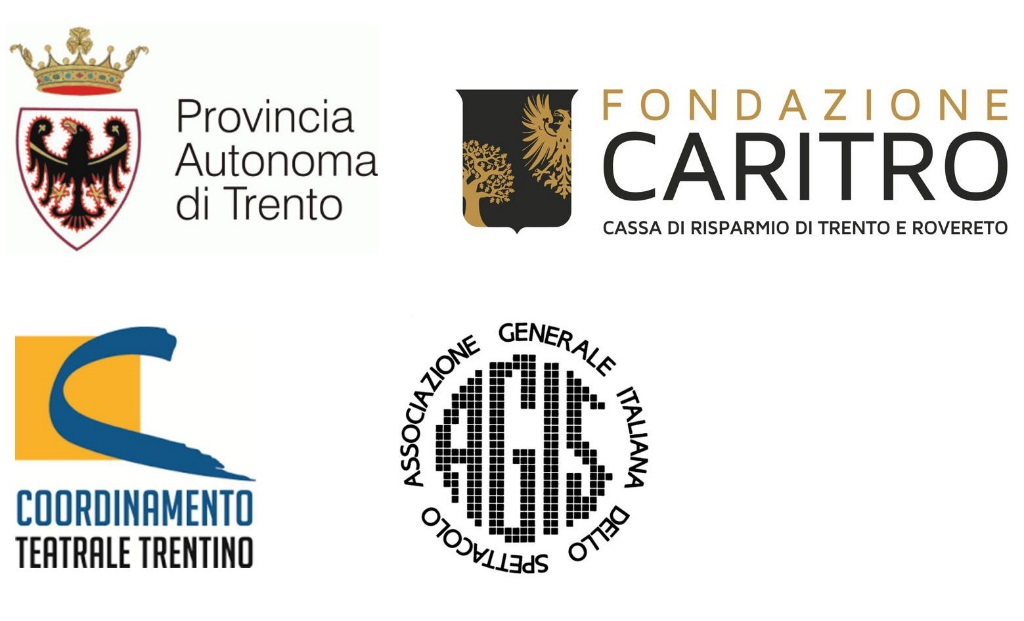 Provincia
Autonoma
di Trento
FONDAZIONE
CARITRO
CASSA DI RISPARMIO DI TRENTO E ROVERETO
COORDINAMENTO
TEATRALE TRENTINO
ASSOCIAZIONE GENERALE ITALIANA DELLO SPETTACOLO
AGIS